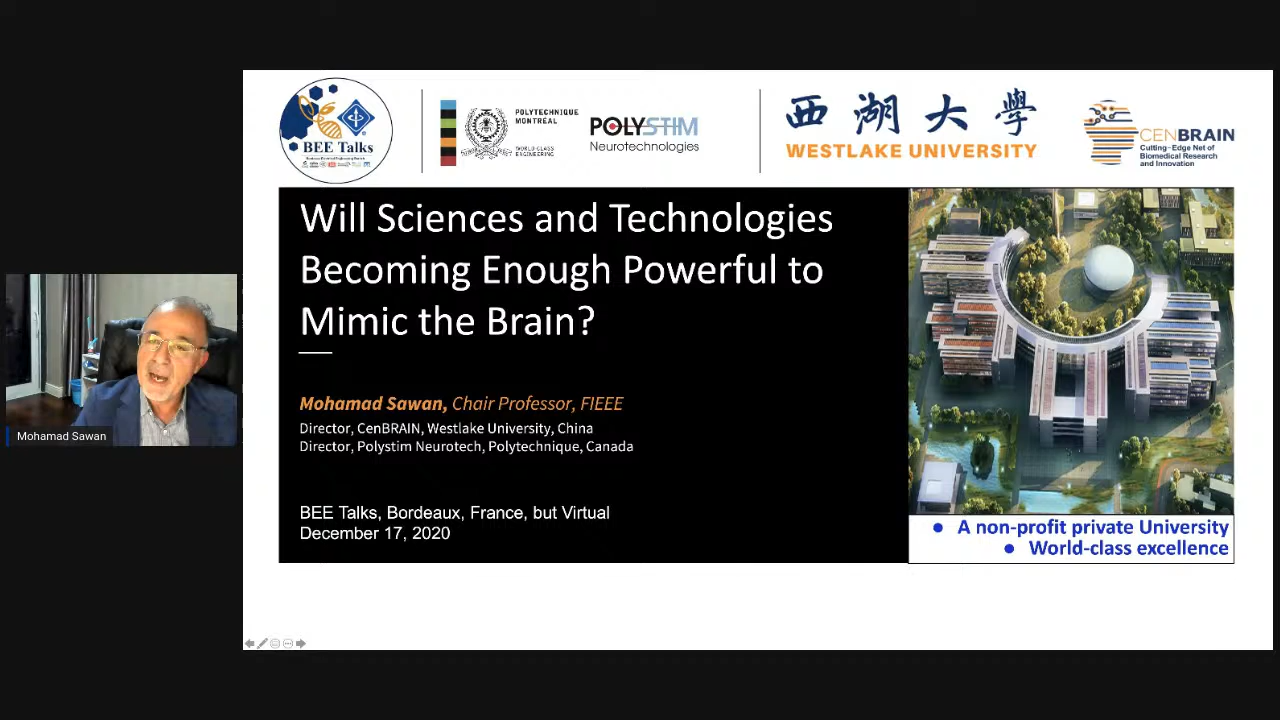 BEE Talks
POLYTECHNIQUE
MONTRÉAL
WORLD-CLASS
ENGINEERING
POLYSTIM
Neurotechnologies
西湖大學
WESTLAKE UNIVERSITY
CENBRAIN
Cutting-Edge Net of
Biomedical Research
and Innovation
Will Sciences and Technologies
Becoming Enough Powerful to
Mimic the Brain?
Mohamad Sawan, Chair Professor, FIEEE
Director, CenBRAIN, Westlake University, China
Director, Polystim Neurotech, Polytechnique, Canada
BEE Talks, Bordeaux, France, but Virtual
December 17, 2020
● A non-profit private University
● World-class excellence
Mohamad Sawan